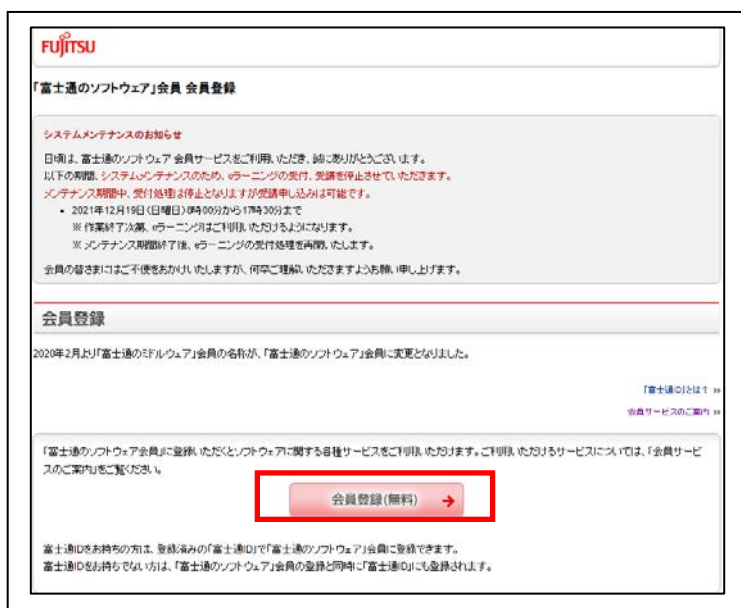 FUJITSU
「富士通のソフトウェア」会員 会員登録
システムメンテナンスのお知らせ
日頃は、富士通のソフトウェア 会員サービスをご利用いただき、誠にありがとうございます。
以下の期間、システムメンテナンスのため、eラーニングの受付、受講を停止させていただきます。
メンテナンス期間中、受付処理は停止となりますが受講申し込みは可能です。
• 2021年12月19日(日曜日)8時00分から17時30分まで
※ 作業終了次第、eラーニングはご利用いただけるようになります。
※ メンテナンス期間終了後、eラーニングの受付処理を再開いたします。
会員の皆さまにはご不便をおかけいたしますが、何卒ご理解いただきますようお願い申し上げます。
会員登録
2020年2月より「富士通のミドルウェア」会員の名称が、「富士通のソフトウェア」会員に変更となりました。
「富士通ID」とは? »
会員サービスのご案内 »
「富士通のソフトウェア会員」に登録いただくとソフトウェアに関する各種サービスをご利用いただけます。ご利用いただけるサービスについては、「会員サービ
スのご案内」をご覧ください。
会員登録(無料) →
富士通IDをお持ちの方は、登録済みの「富士通ID」で「富士通のソフトウェア」会員に登録できます。
富士通IDをお持ちでない方は、「富士通のソフトウェア」会員の登録と同時に「富士通ID」にも登録されます。